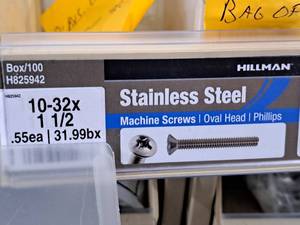 BAG OF
Box/100
H825942
HILLMAN
H825942
10-32x
1 1/2
.55ea | 31.99bx
Stainless Steel
Machine Screws | Oval Head | Phillips